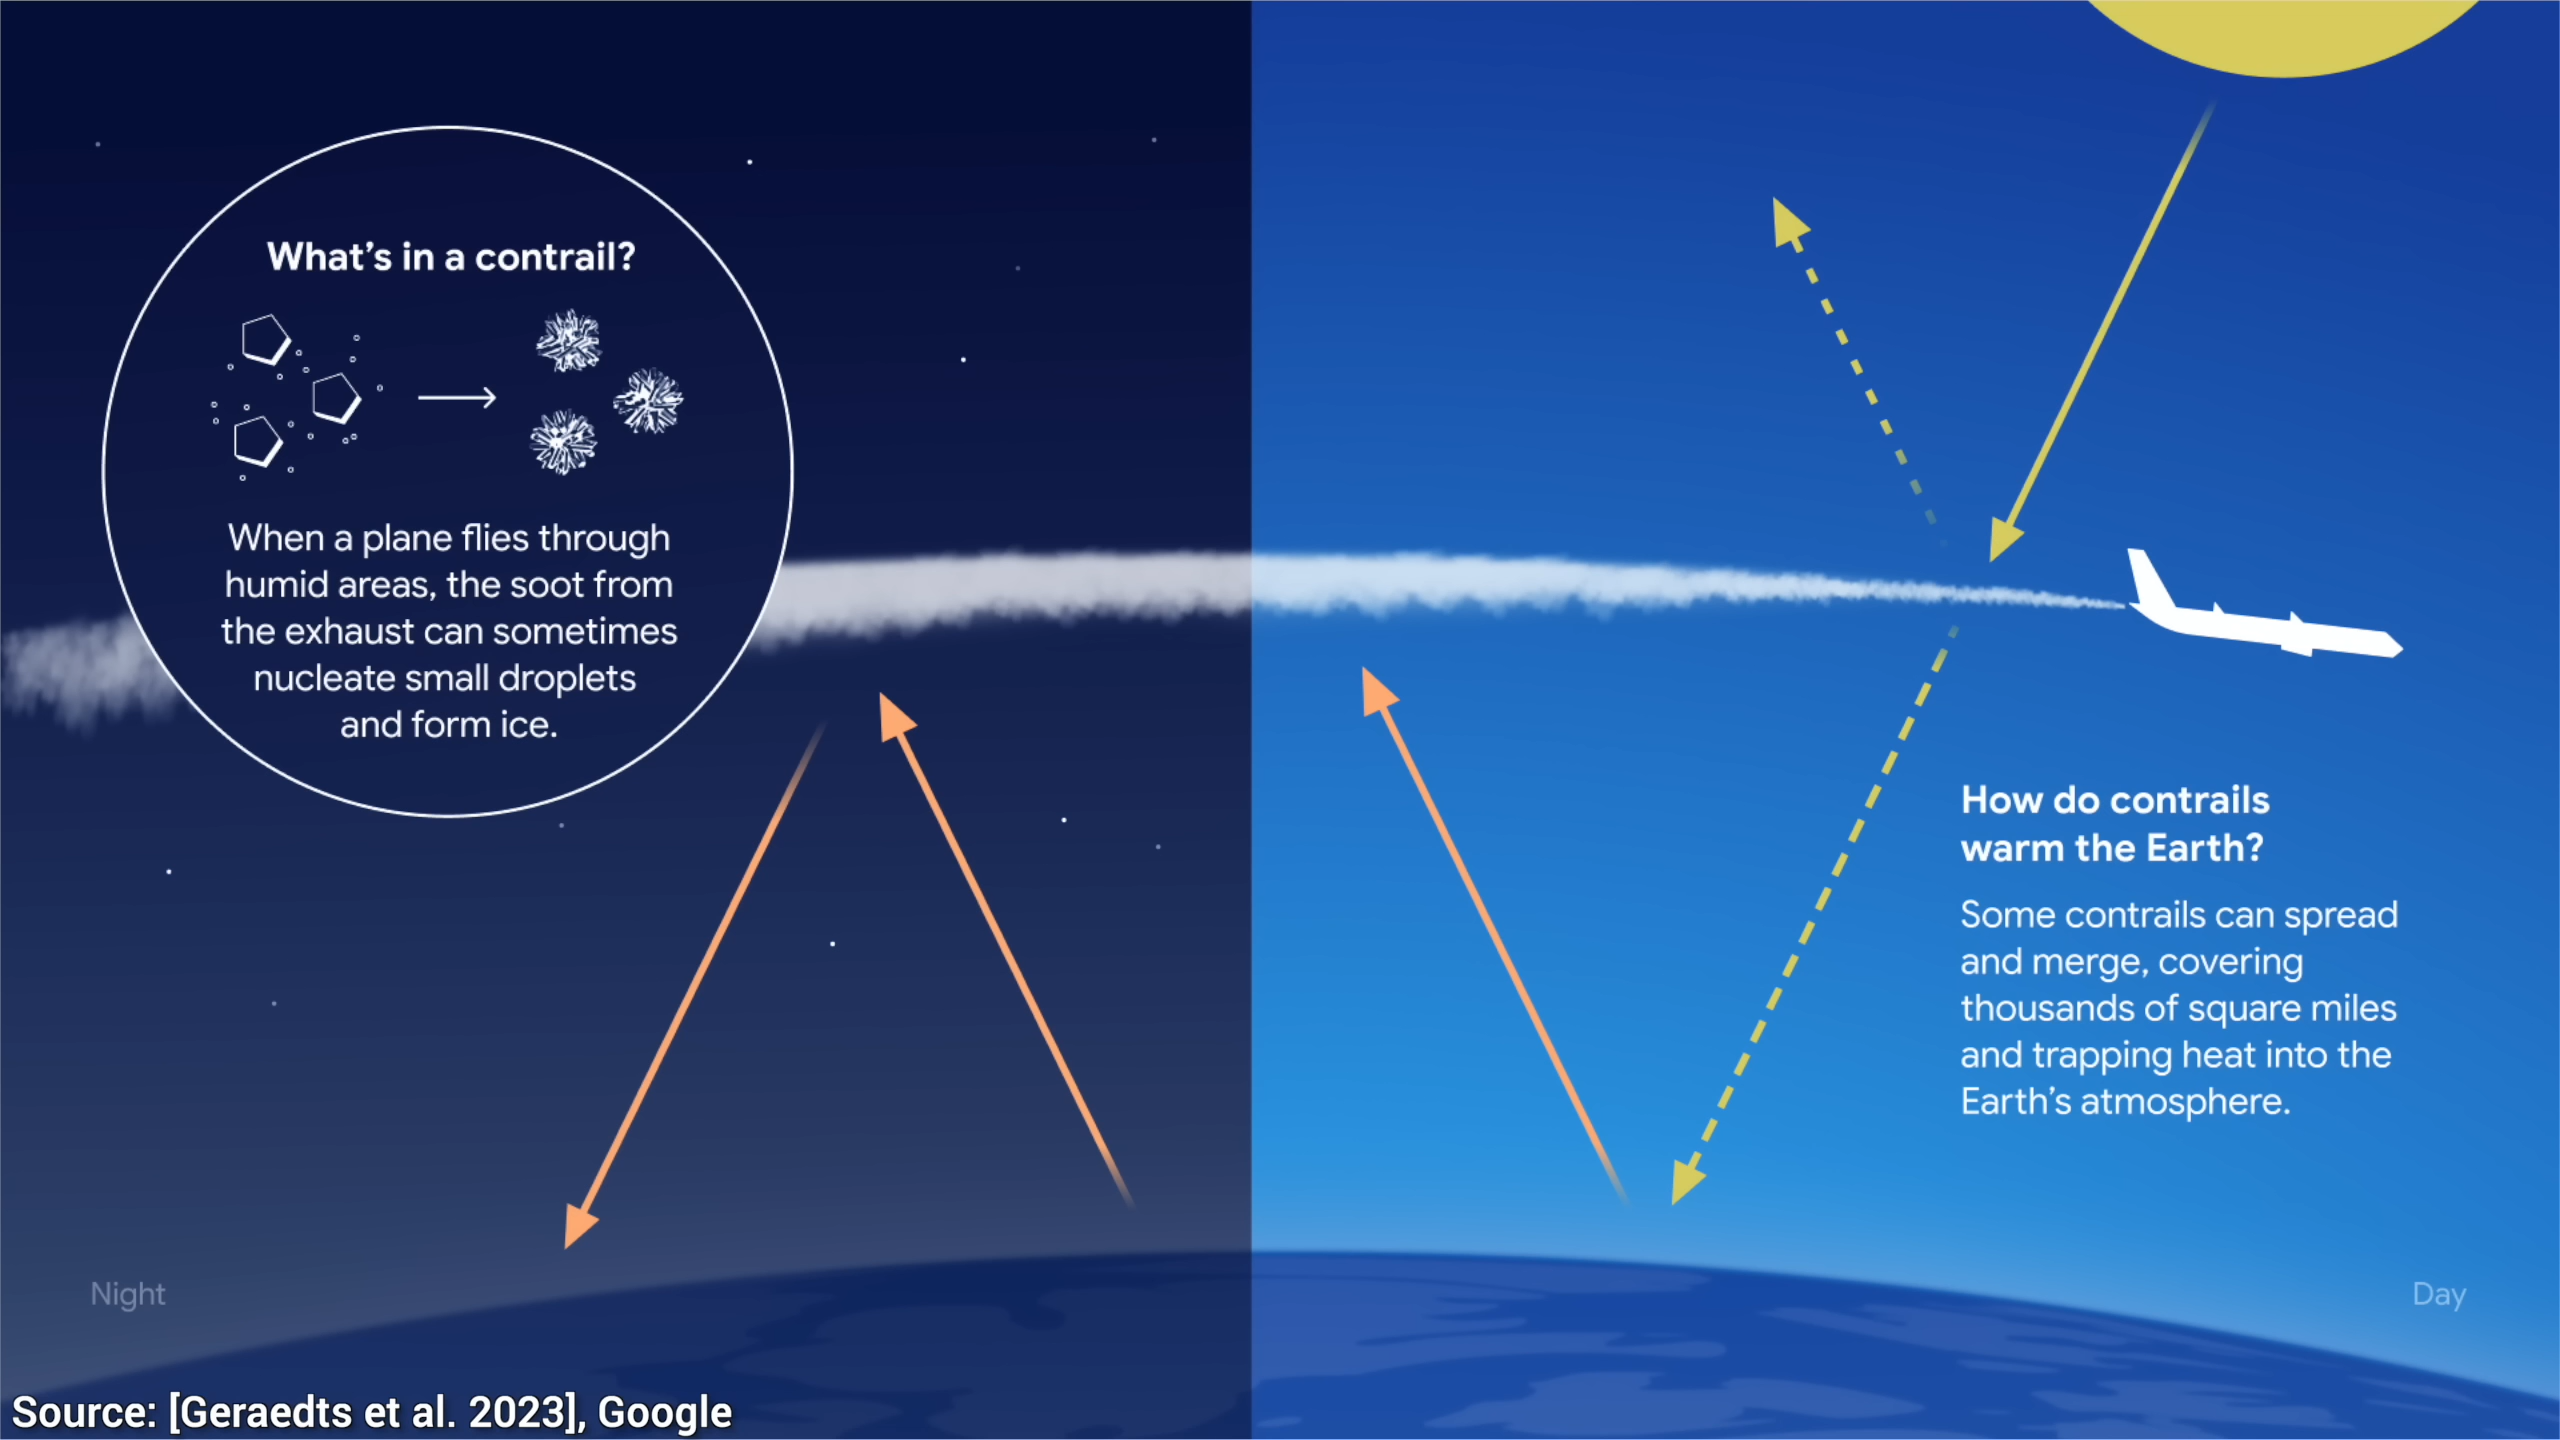 What’s in a contrail?
When a plane flies through
humid areas, the soot from
the exhaust can sometimes
nucleate small droplets
and form ice.
How do contrails
warm the Earth?
Some contrails can spread
and merge, covering
thousands of square miles
and trapping heat into the
Earth’s atmosphere.
Night
Day
Source: [Geraedts et al. 2023], Google